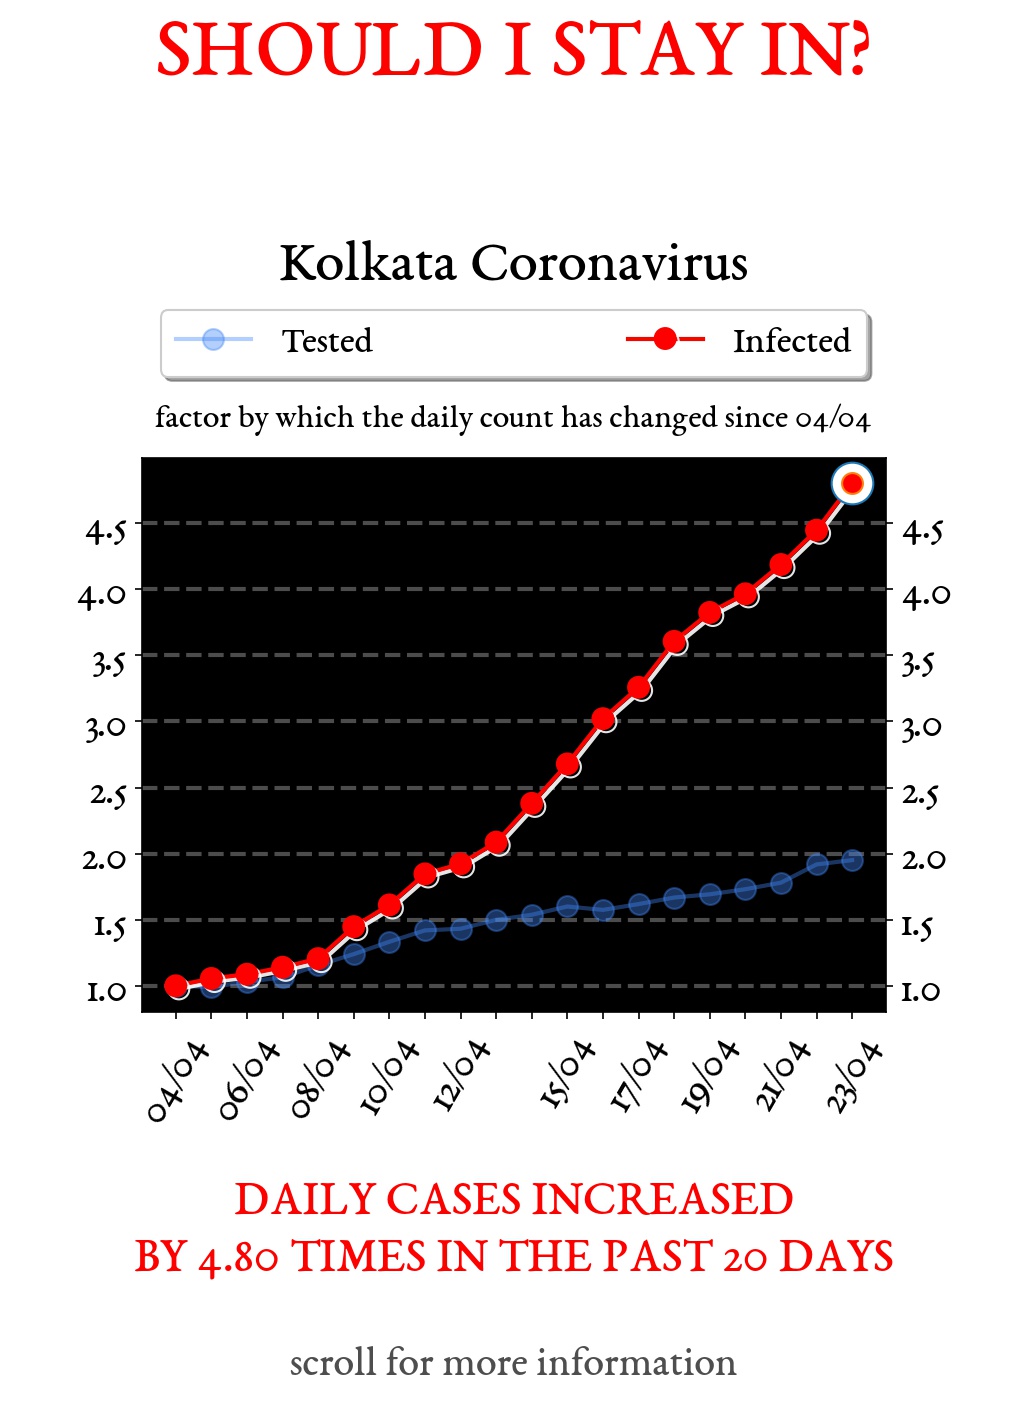 SHOULD I STAY IN?
Kolkata Coronavirus
Tested Infected
factor by which the daily count has changed since 04/04
4.5 4.5
4.0 4.0
3.5 3.5
3.0 3.0
2.5 2.5
2.0 2.0
1.5 1.5
1.0 1.0
04/04 06/04 08/04 10/04 12/04 15/04 17/04 19/04 21/04 23/04
DAILY CASES INCREASED
BY 4.80 TIMES IN THE PAST 20 DAYS
scroll for more information